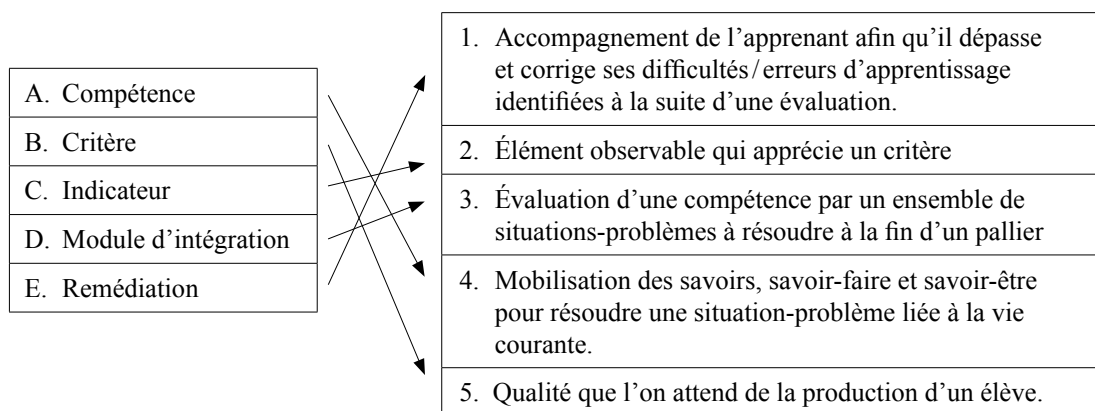 A. Compétence
B. Critère
C. Indicateur
D. Module d’intégration
E. Remédiation
1. Accompagnement de l’apprenant afin qu’il dépasse
et corrige ses difficultés/erreurs d’apprentissage
identifiées à la suite d’une évaluation.
2. Élément observable qui apprécie un critère
3. Évaluation d’une compétence par un ensemble de
situations-problèmes à résoudre à la fin d’un pallier
4. Mobilisation des savoirs, savoir-faire et savoir-être
pour résoudre une situation-problème liée à la vie
courante.
5. Qualité que l’on attend de la production d’un élève.